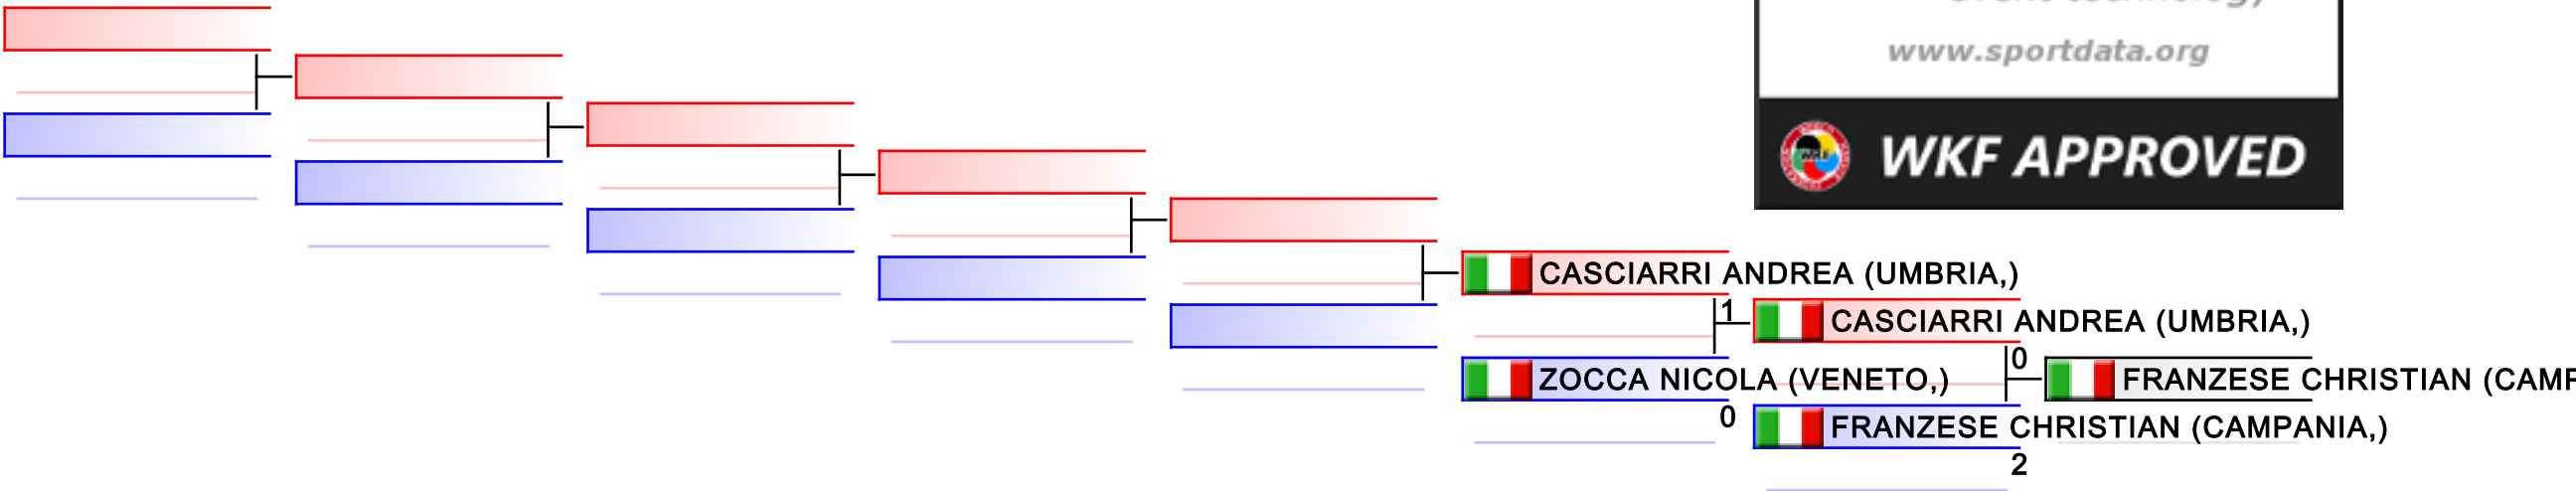 www.sportdata.org
WKF APPROVED
CASCIARRI ANDREA (UMBRIA,)
1
CASCIARRI ANDREA (UMBRIA,)
0
ZOCCA NICOLA (VENETO,)
FRANZESE CHRISTIAN (CAMP
0
FRANZESE CHRISTIAN (CAMPANIA,)
2